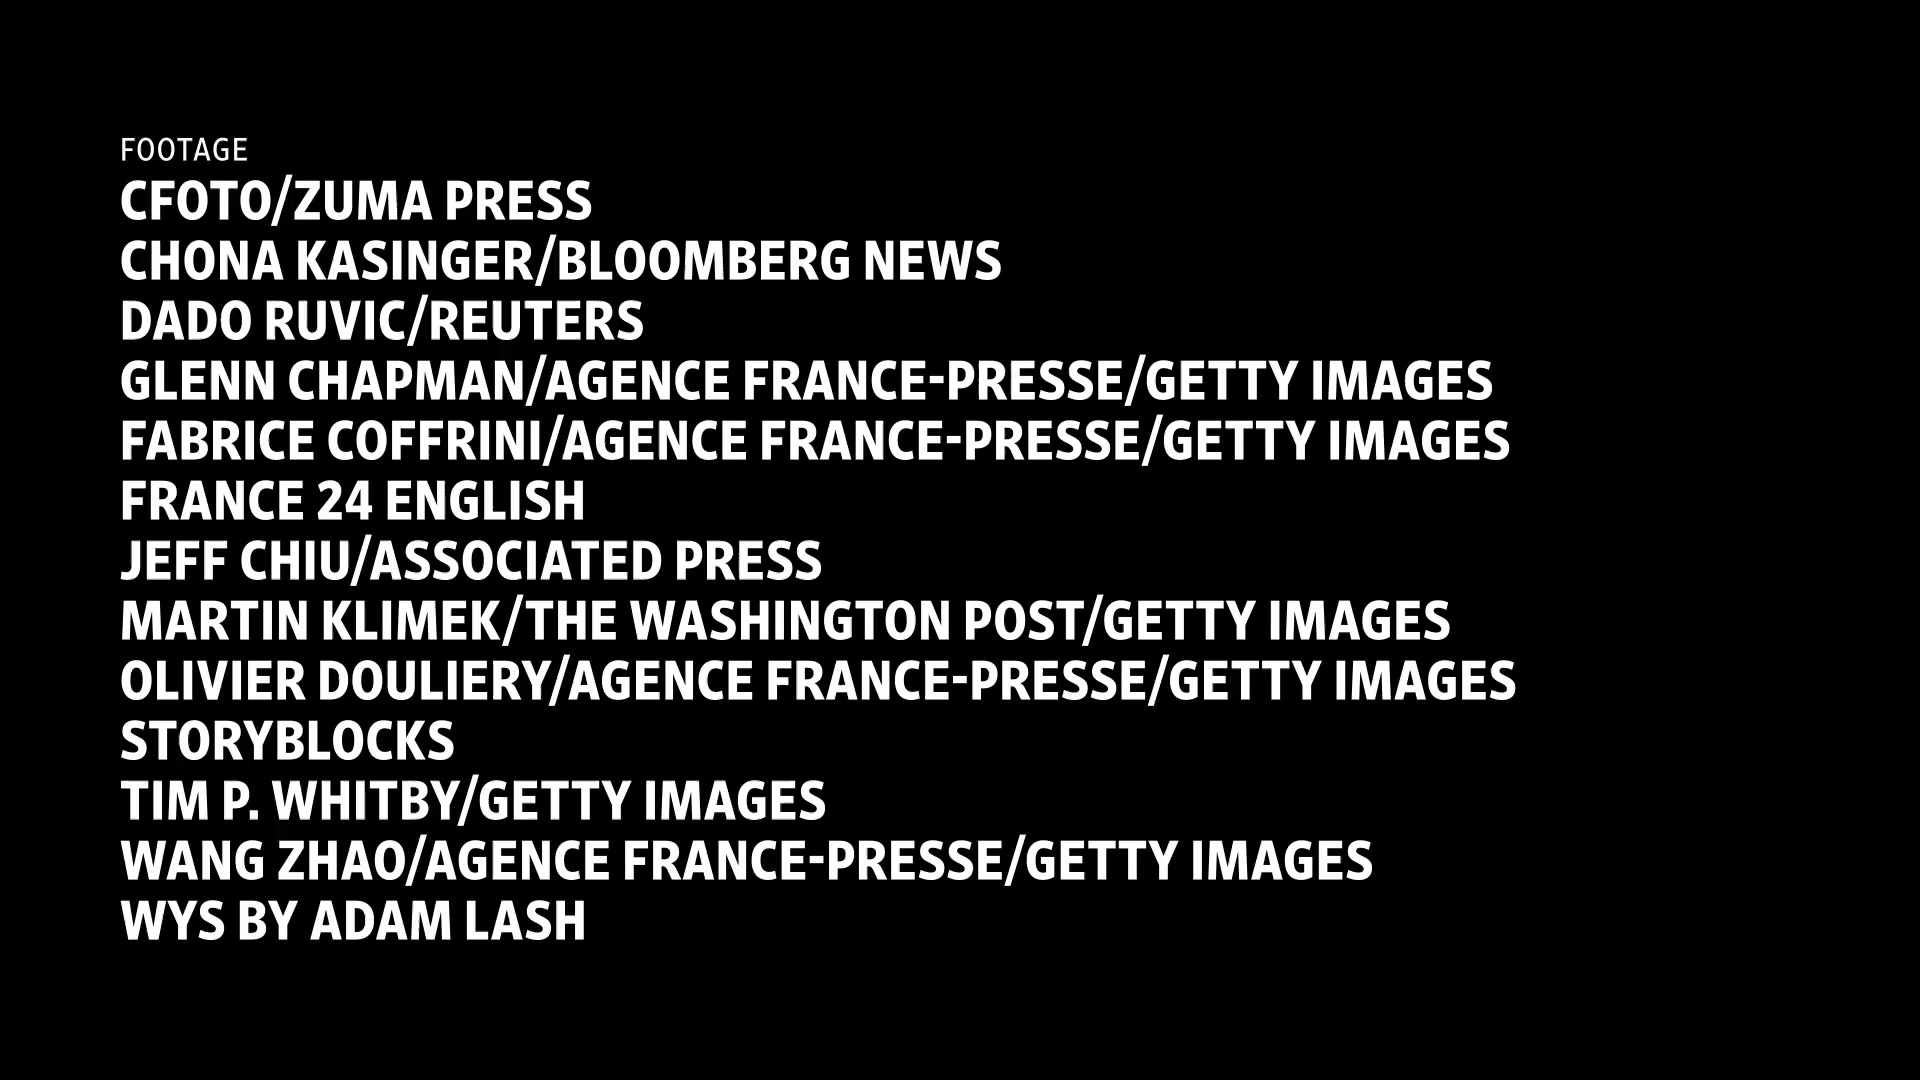 FOOTAGE
CFOTO/ZUMA PRESS
CHONA KASINGER/BLOOMBERG NEWS
DADO RUVIC/REUTERS
GLENN CHAPMAN/AGENCE FRANCE-PRESSE/GETTY IMAGES
FABRICE COFFRINI/AGENCE FRANCE-PRESSE/GETTY IMAGES
FRANCE 24 ENGLISH
JEFF CHIU/ASSOCIATED PRESS
MARTIN KLIMEK/THE WASHINGTON POST/GETTY IMAGES
OLIVIER DOULIERY/AGENCE FRANCE-PRESSE/GETTY IMAGES
STORYBLOCKS
TIM P. WHITBY/GETTY IMAGES
WANG ZHAO/AGENCE FRANCE-PRESSE/GETTY IMAGES
WYS BY ADAM LASH